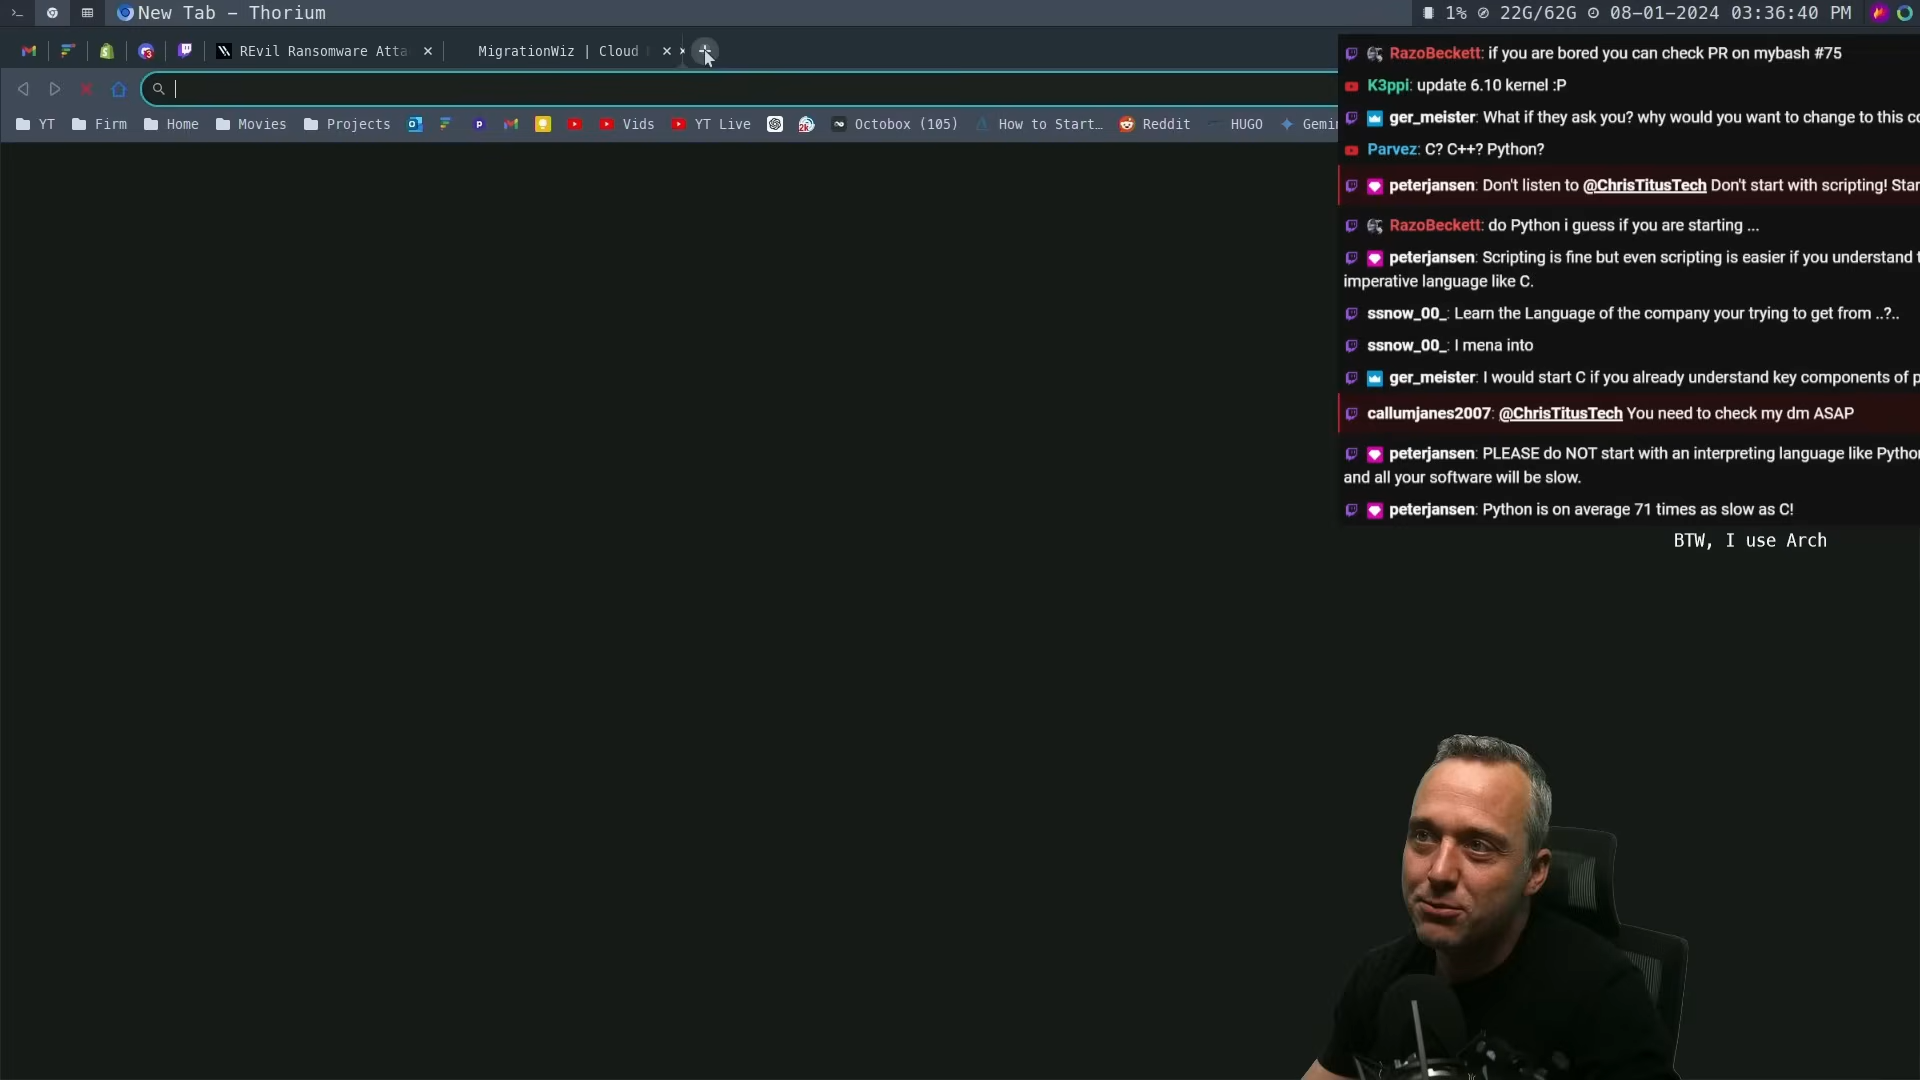 New Tab - Thorium
1% 22G/62G 08-01-2024 03:36:40 PM
REvil Ransomware Atta
MigrationWiz | Cloud
YT Firm Home Movies Projects Vids YT Live Octobox (105) How to Start… Reddit HUGO Gemin
RazoBeckett: if you are bored you can check PR on mybash #75
K3ppi: update 6.10 kernel :P
ger_meister: What if they ask you? why would you want to change to this co
Parvez: C? C++? Python?
peterjansen: Don't listen to @ChrisTitusTech Don't start with scripting! Star
RazoBeckett: do Python i guess if you are starting ...
peterjansen: Scripting is fine but even scripting is easier if you understand t
imperative language like C.
ssnow_00_: Learn the Language of the company your trying to get from ..?..
ssnow_00_: I mena into
ger_meister: I would start C if you already understand key components of p
callumjanes2007: @ChrisTitusTech You need to check my dm ASAP
peterjansen: PLEASE do NOT start with an interpreting language like Python
and all your software will be slow.
peterjansen: Python is on average 71 times as slow as C!
BTW, I use Arch